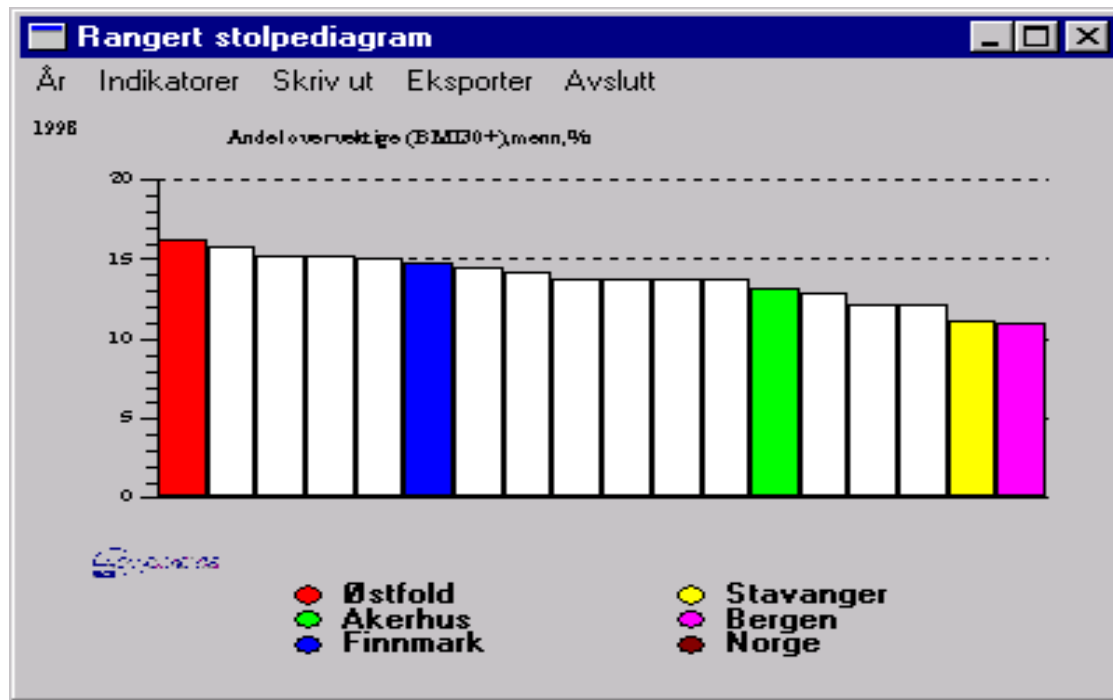 Rangert stolpediagram
År Indikatorer Skriv ut Eksporter Avslutt
1998
Andel overvektige (BMI30+), menn, %
20
15
10
5
0
Østfold
Akerhus
Finnmark
Stavanger
Bergen
Norge